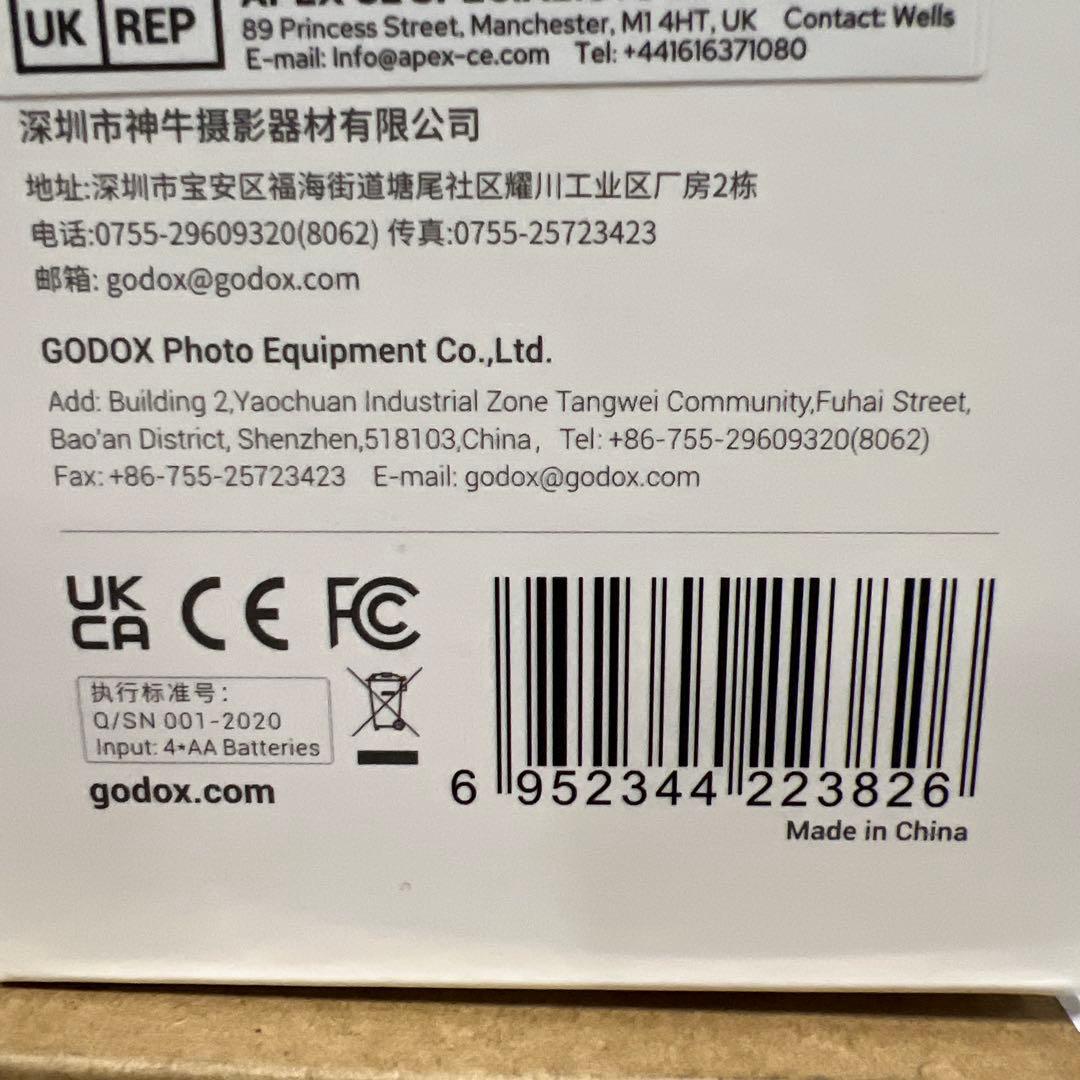 UK REP
89 Princess Street, Manchester, M1 4HT, UK Contact: Wells
E-mail: Info@apex-ce.com Tel: +441616371080
深圳市神牛摄影器材有限公司
地址:深圳市宝安区福海街道塘尾社区耀川工业区厂房2栋
电话:0755-29609320(8062) 传真:0755-25723423
邮箱: godox@godox.com
GODOX Photo Equipment Co.,Ltd.
Add: Building 2,Yaochuan Industrial Zone Tangwei Community,Fuhai Street,
Bao'an District, Shenzhen,518103,China, Tel: +86-755-29609320(8062)
Fax: +86-755-25723423 E-mail: godox@godox.com
UK
CA CE FC
执行标准号:
Q/SN 001-2020
Input: 4*AA Batteries
godox.com
6 952344 223826
Made in China